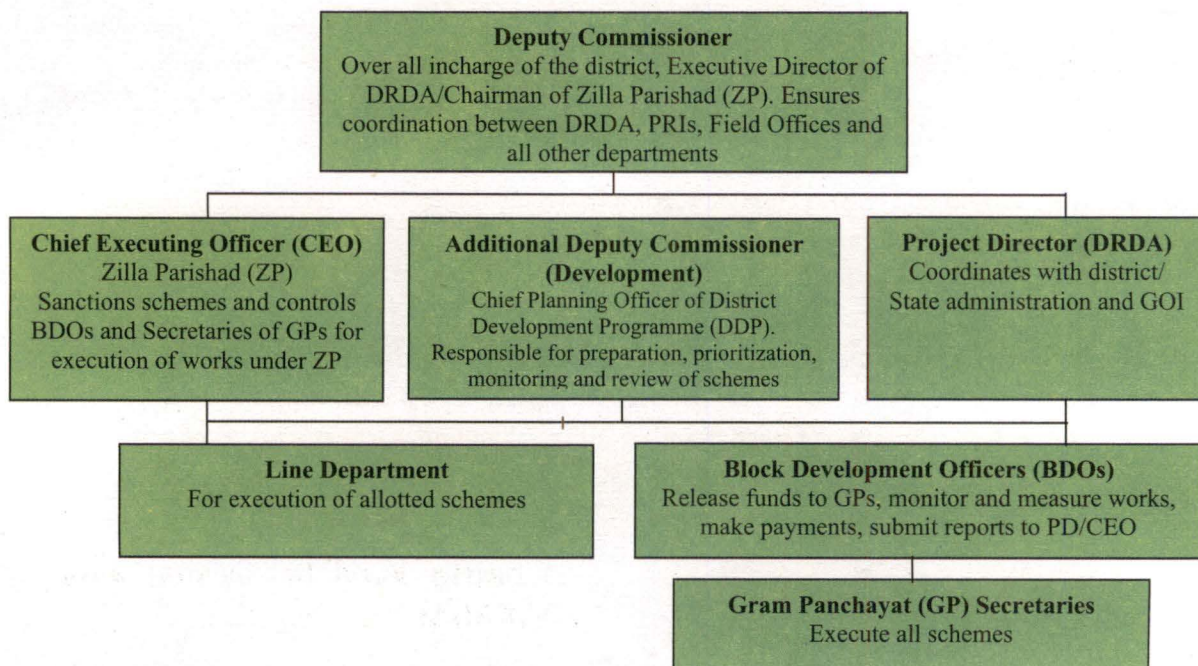 Deputy Commissioner
Over all incharge of the district, Executive Director of
DRDA/Chairman of Zilla Parishad (ZP). Ensures
coordination between DRDA, PRIs, Field Offices and
all other departments
Chief Executing Officer (CEO)
Zilla Parishad (ZP)
Sanctions schemes and controls
BDOs and Secretaries of GPs for
execution of works under ZP
Additional Deputy Commissioner
(Development)
Chief Planning Officer of District
Development Programme (DDP).
Responsible for preparation, prioritization,
monitoring and review of schemes
Project Director (DRDA)
Coordinates with district/
State administration and GOI
Line Department
For execution of allotted schemes
Block Development Officers (BDOs)
Release funds to GPs, monitor and measure works,
make payments, submit reports to PD/CEO
Gram Panchayat (GP) Secretaries
Execute all schemes